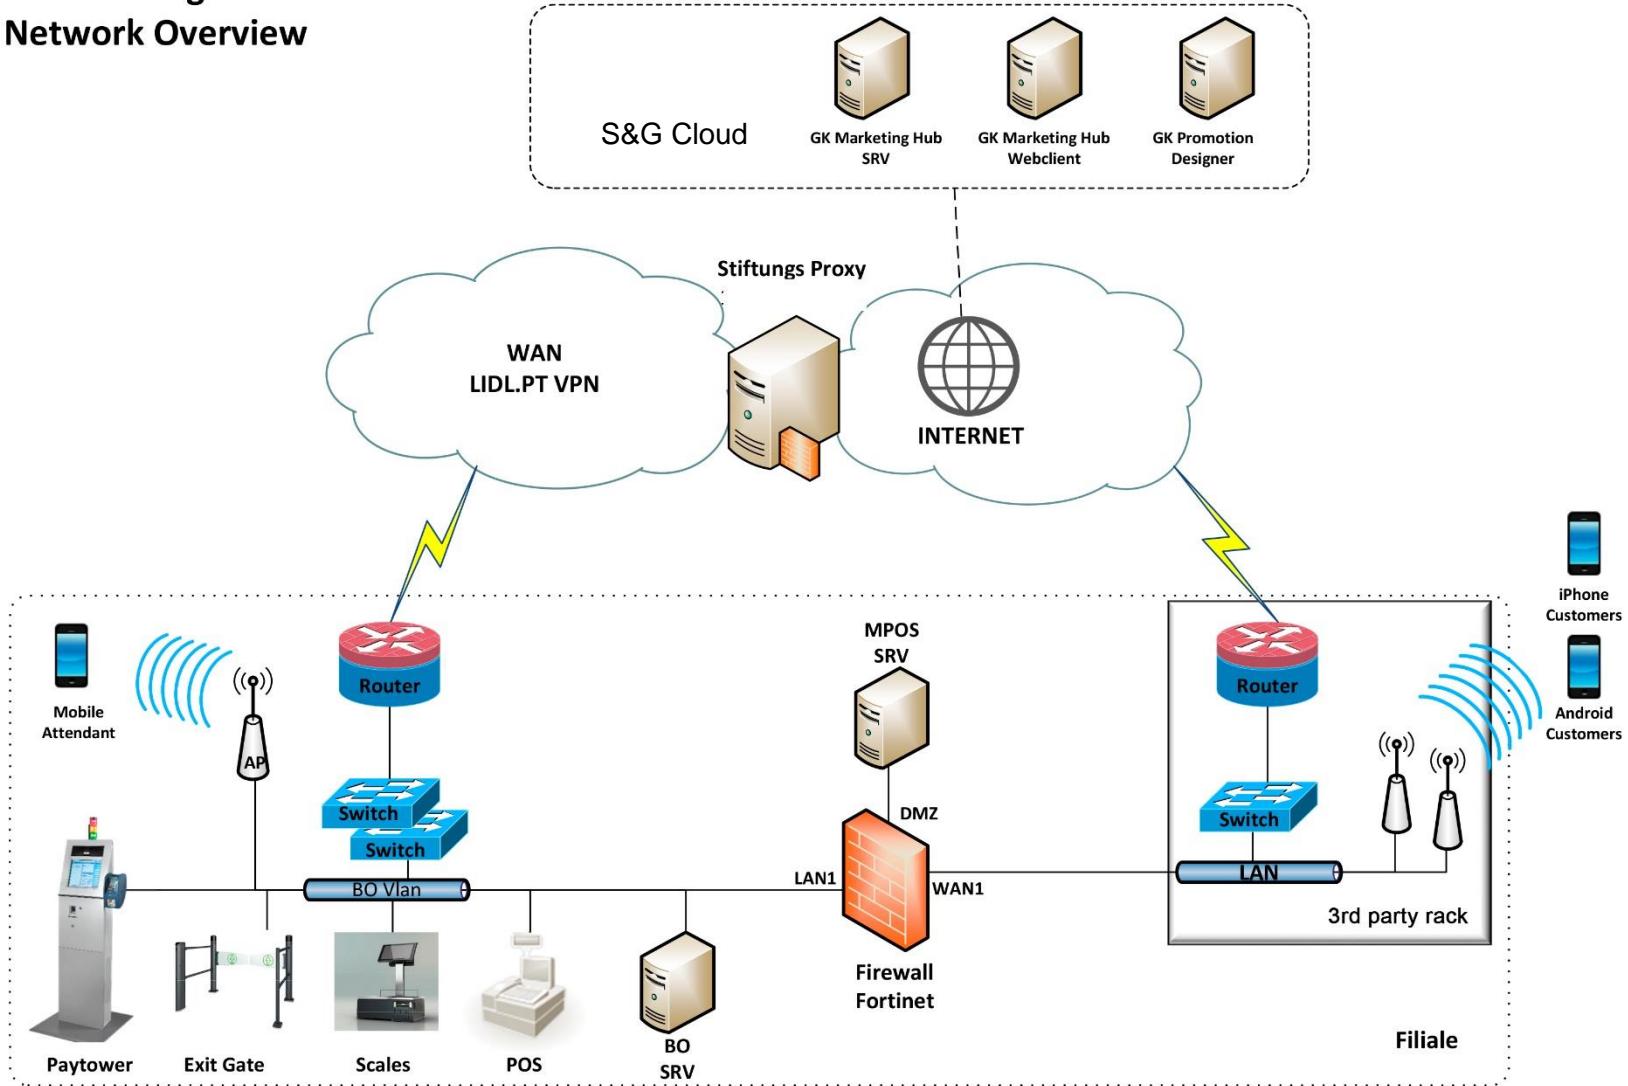 Network Overview
S&G Cloud
GK Marketing Hub
SRV
GK Marketing Hub
Webclient
GK Promotion
Designer
Stiftungs Proxy
WAN
LIDL.PT VPN
INTERNET
iPhone
Customers
Android
Customers
Mobile
Attendant
AP
Router
Switch
Switch
BO Vlan
MPOS
SRV
DMZ
LAN1
WAN1
Firewall
Fortinet
Router
Switch
LAN
3rd party rack
Paytower
Exit Gate
Scales
POS
BO
SRV
Filiale